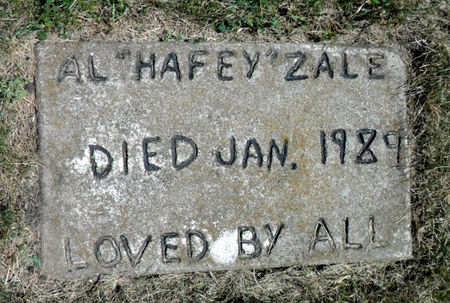 AL "HAFEY" ZALE
DIED JAN. 1989
LOVED BY ALL